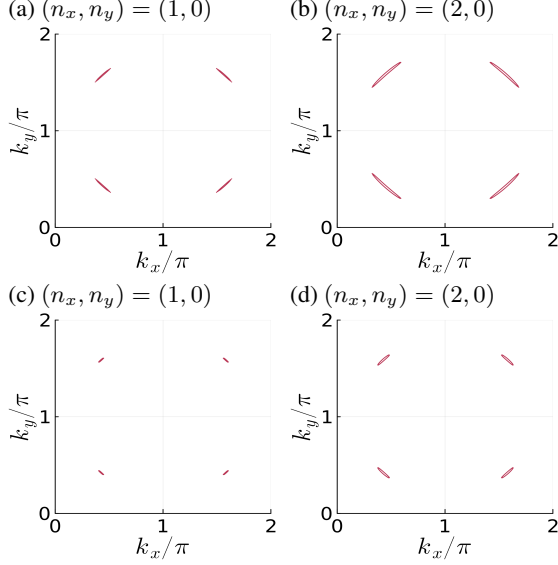 (a) (n_x, n_y) = (1, 0)
(b) (n_x, n_y) = (2, 0)
2
1
0
k_y/π
0
1
2
k_x/π
2
1
0
k_y/π
0
1
2
k_x/π
(c) (n_x, n_y) = (1, 0)
(d) (n_x, n_y) = (2, 0)
2
1
0
k_y/π
0
1
2
k_x/π
2
1
0
k_y/π
0
1
2
k_x/π